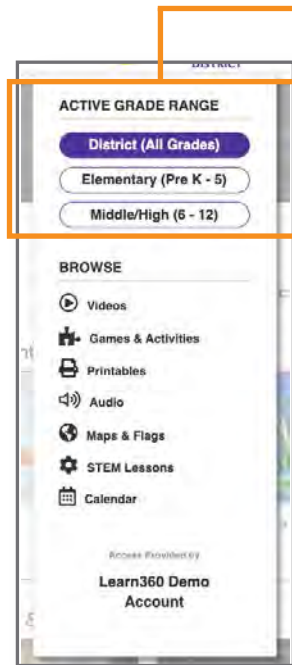 DISTRICT
ACTIVE GRADE RANGE
District (All Grades)
Elementary (Pre K - 5)
Middle/High (6 - 12)
BROWSE
Videos
Games & Activities
Printables
Audio
Maps & Flags
STEM Lessons
Calendar
Access Provided by
Learn360 Demo
Account